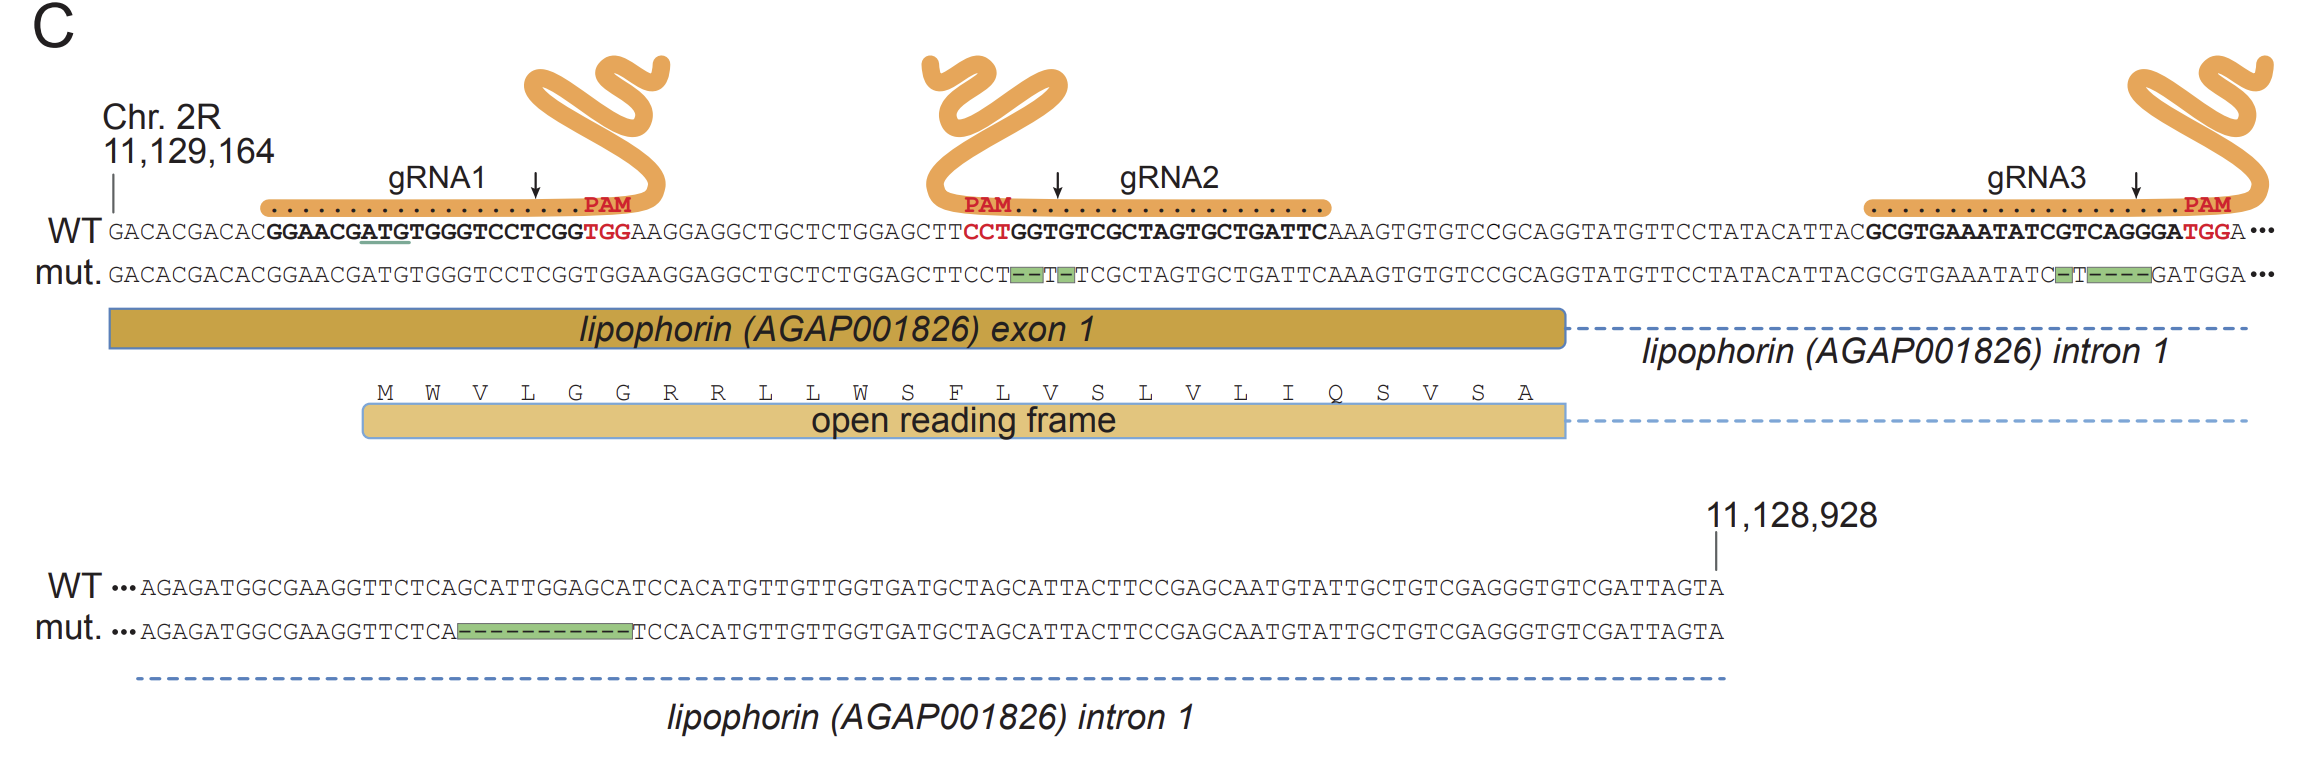 C
Chr. 2R
11,129,164
gRNA1 gRNA2 gRNA3
PAM PAM PAM
WT GACACGACACGGAACGATGTGGGTCCTCGGTGGAAGGAGGCTGCTCTGGAGCTTCCTGGTGTCGCTAGTGCTGATTCAAAGTGTGTCCGCAGGTATGTTCCTATACATTACGCGTGAAATATCGTCAGGGATGGA•••
mut. GACACGACACGGAACGATGTGGGTCCTCGGTGGAAGGAGGCTGCTCTGGAGCTTCCT--T-TCGCTAGTGCTGATTCAAAGTGTGTCCGCAGGTATGTTCCTATACATTACGCGTGAAATATC-T----GATGGA•••
lipophorin (AGAP001826) exon 1
lipophorin (AGAP001826) intron 1
M W V L G G R R L L W S F L V S L V L I Q S V S A
open reading frame
11,128,928
WT •••AGAGATGGCGAAGGTTCTCAGCATTGGAGCATCCACATGTTGTTGGTGATGCTAGCATTACTTCCGAGCAATGTATTGCTGTCGAGGGTGTCGATTAGTA
mut. •••AGAGATGGCGAAGGTTCTCA-----------TCCACATGTTGTTGGTGATGCTAGCATTACTTCCGAGCAATGTATTGCTGTCGAGGGTGTCGATTAGTA
lipophorin (AGAP001826) intron 1